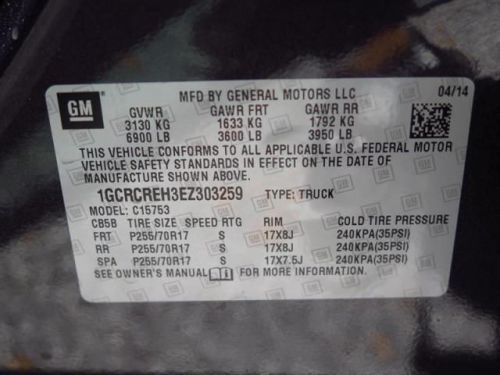 GM
MFD BY GENERAL MOTORS LLC 04/14
GVWR GAWR FRT GAWR RR
3130 KG 1633 KG 1792 KG
6900 LB 3600 LB 3950 LB
THIS VEHICLE CONFORMS TO ALL APPLICABLE U.S. FEDERAL MOTOR
VEHICLE SAFETY STANDARDS IN EFFECT ON THE DATE OF
MANUFACTURE SHOWN ABOVE.
1GCRCREH3EZ303259 TYPE: TRUCK
MODEL: C15753
CB5B TIRE SIZE SPEED RTG RIM COLD TIRE PRESSURE
FRT P255/70R17 S 17X8J 240KPA(35PSI)
RR P255/70R17 S 17X8J 240KPA(35PSI)
SPA P255/70R17 S 17X7.5J 240KPA(35PSI)
SEE OWNER'S MANUAL FOR MORE INFORMATION.